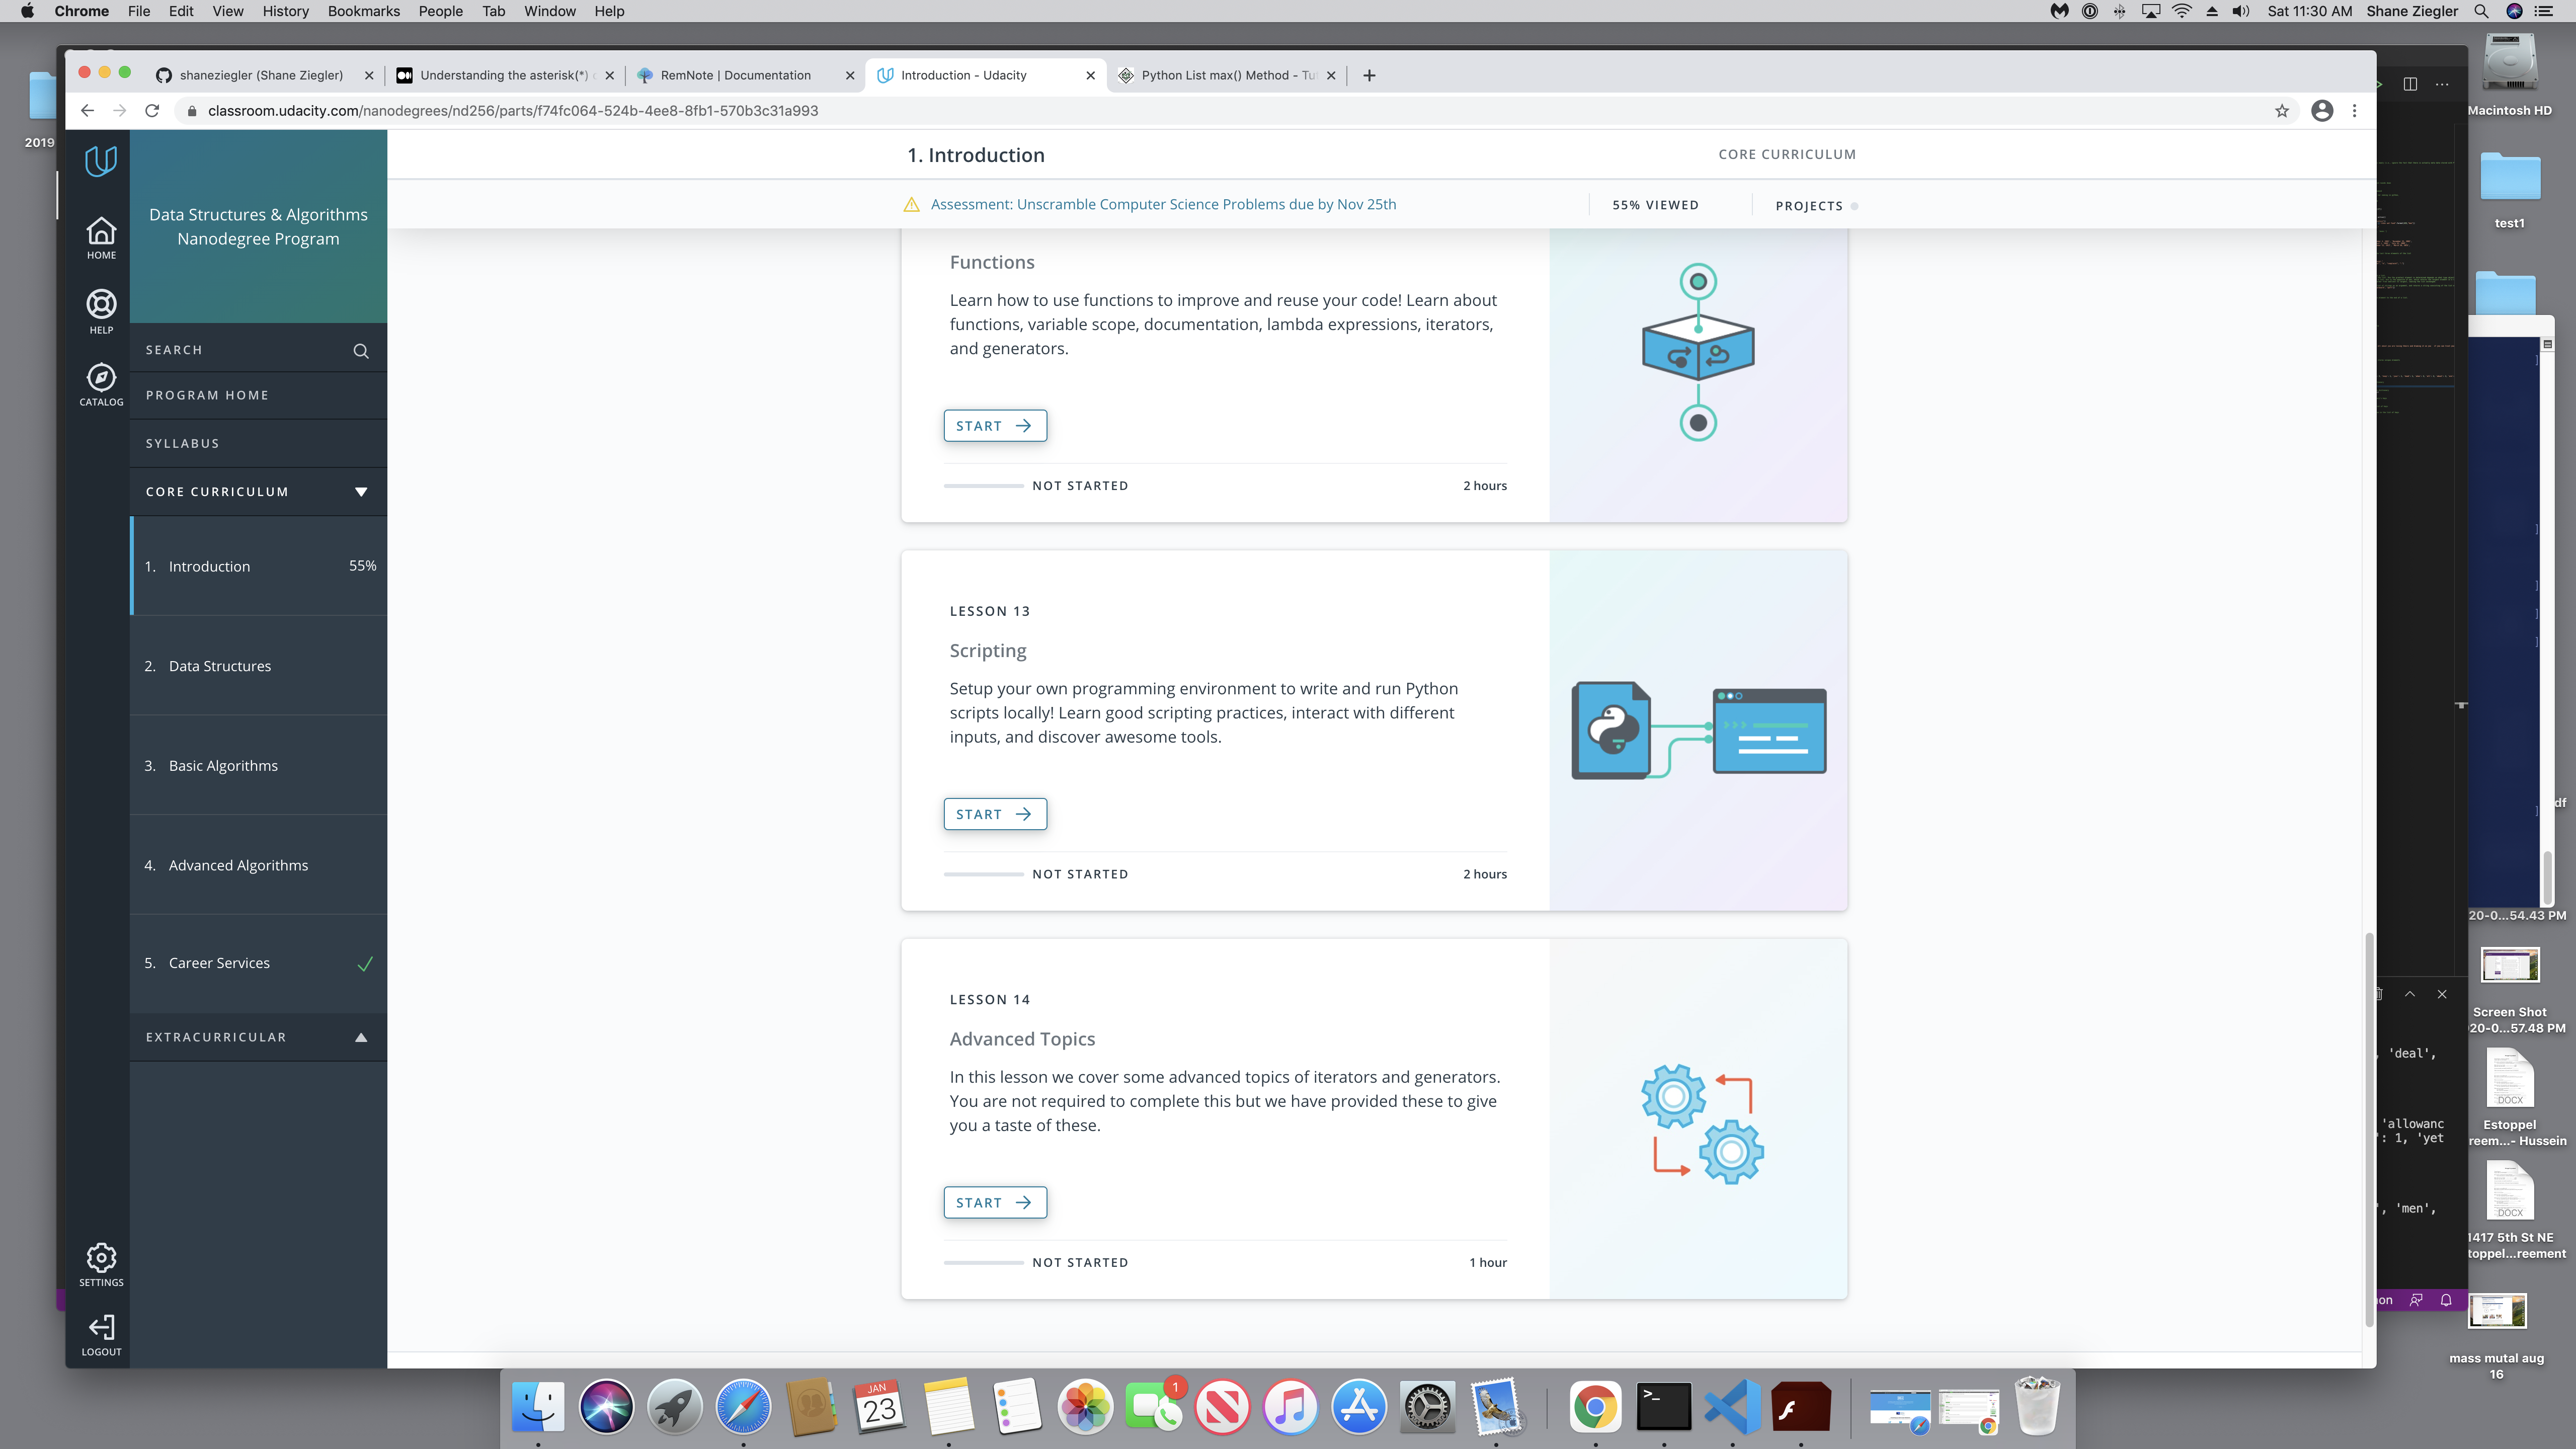 Chrome File Edit View History Bookmarks People Tab Window Help
Sat 11:30 AM Shane Ziegler
shaneziegler (Shane Ziegler)
Understanding the asterisk(*)
RemNote | Documentation
Introduction - Udacity
Python List max() Method - Tu
classroom.udacity.com/nanodegrees/nd256/parts/f74fc064-524b-4ee8-8fb1-570b3c31a993
HOME
HELP
CATALOG
SETTINGS
LOGOUT
Data Structures & Algorithms
Nanodegree Program
SEARCH
PROGRAM HOME
SYLLABUS
CORE CURRICULUM
1. Introduction 55%
2. Data Structures
3. Basic Algorithms
4. Advanced Algorithms
5. Career Services
EXTRACURRICULAR
1. Introduction
CORE CURRICULUM
Assessment: Unscramble Computer Science Problems due by Nov 25th
55% VIEWED
PROJECTS
Functions
Learn how to use functions to improve and reuse your code! Learn about
functions, variable scope, documentation, lambda expressions, iterators,
and generators.
START
NOT STARTED
2 hours
LESSON 13
Scripting
Setup your own programming environment to write and run Python
scripts locally! Learn good scripting practices, interact with different
inputs, and discover awesome tools.
START
NOT STARTED
2 hours
LESSON 14
Advanced Topics
In this lesson we cover some advanced topics of iterators and generators.
You are not required to complete this but we have provided these to give
you a taste of these.
START
NOT STARTED
1 hour
2019
Macintosh HD
test1
df
20-0...54.43 PM
Screen Shot
20-0...57.48 PM
DOCX
Estoppel
reem...- Hussein
DOCX
1417 5th St NE
toppel...reement
mass mutal aug
16
, 'deal',
'allowanc
': 1, 'yet
', 'men',
on
JAN
23
1
>_